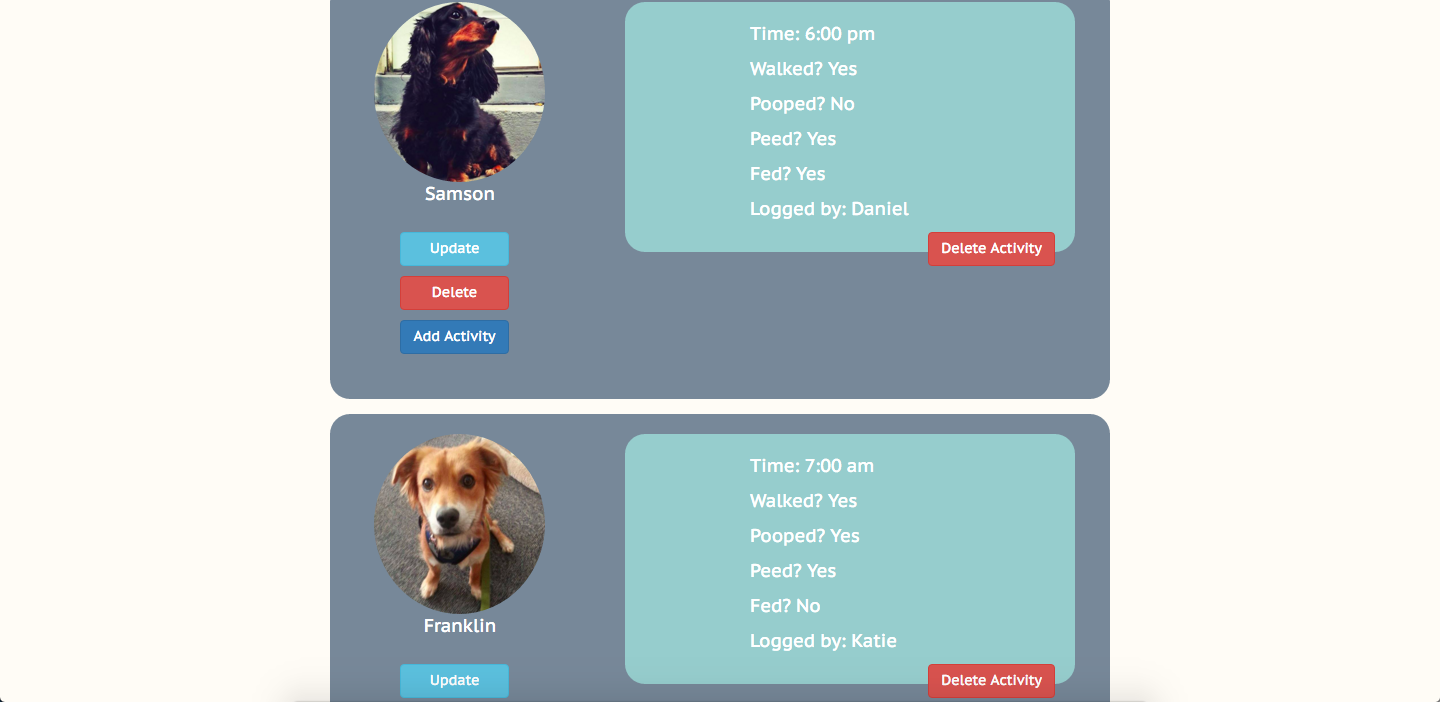 Time: 6:00 pm
Walked? Yes
Pooped? No
Peed? Yes
Fed? Yes
Logged by: Daniel
Delete Activity
Samson
Update
Delete
Add Activity
Time: 7:00 am
Walked? Yes
Pooped? Yes
Peed? Yes
Fed? No
Logged by: Katie
Delete Activity
Franklin
Update